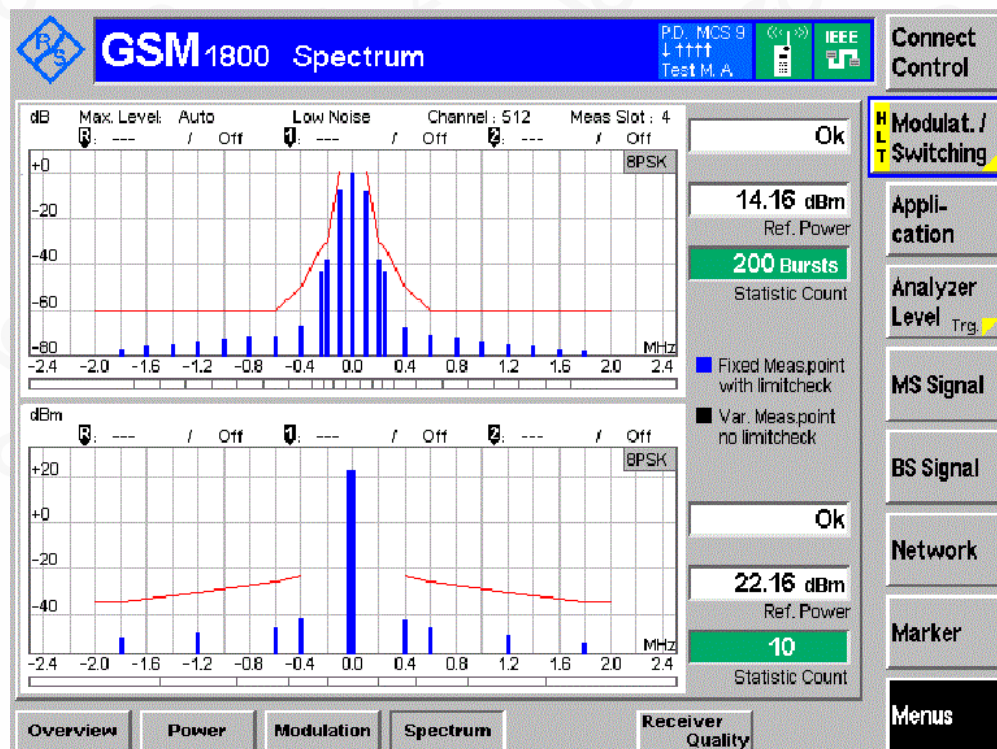 R/S
GSM 1800 Spectrum
P.D. MCS 9
↓ ↑↑↑↑
Test M. A
IEEE
Connect
Control
dB Max. Level: Auto Low Noise Channel : 512 Meas Slot : 4
R: --- / Off 1: --- / Off 2: --- / Off
8PSK
+0
-20
-40
-60
-80
MHz
-2.4 -2.0 -1.6 -1.2 -0.8 -0.4 0.0 0.4 0.8 1.2 1.6 2.0 2.4
Ok
14.16 dBm
Ref. Power
200 Bursts
Statistic Count
Fixed Meas.point
with limitcheck
Var. Meas.point
no limitcheck
dBm
R: --- / Off 1: --- / Off 2: --- / Off
8PSK
+20
+0
-20
-40
MHz
-2.4 -2.0 -1.6 -1.2 -0.8 -0.4 0.0 0.4 0.8 1.2 1.6 2.0 2.4
Ok
22.16 dBm
Ref. Power
10
Statistic Count
HLT
Modulat. /
Switching
Appli-
cation
Analyzer
Level Trg.
MS Signal
BS Signal
Network
Marker
Menus
Overview
Power
Modulation
Spectrum
Receiver
Quality